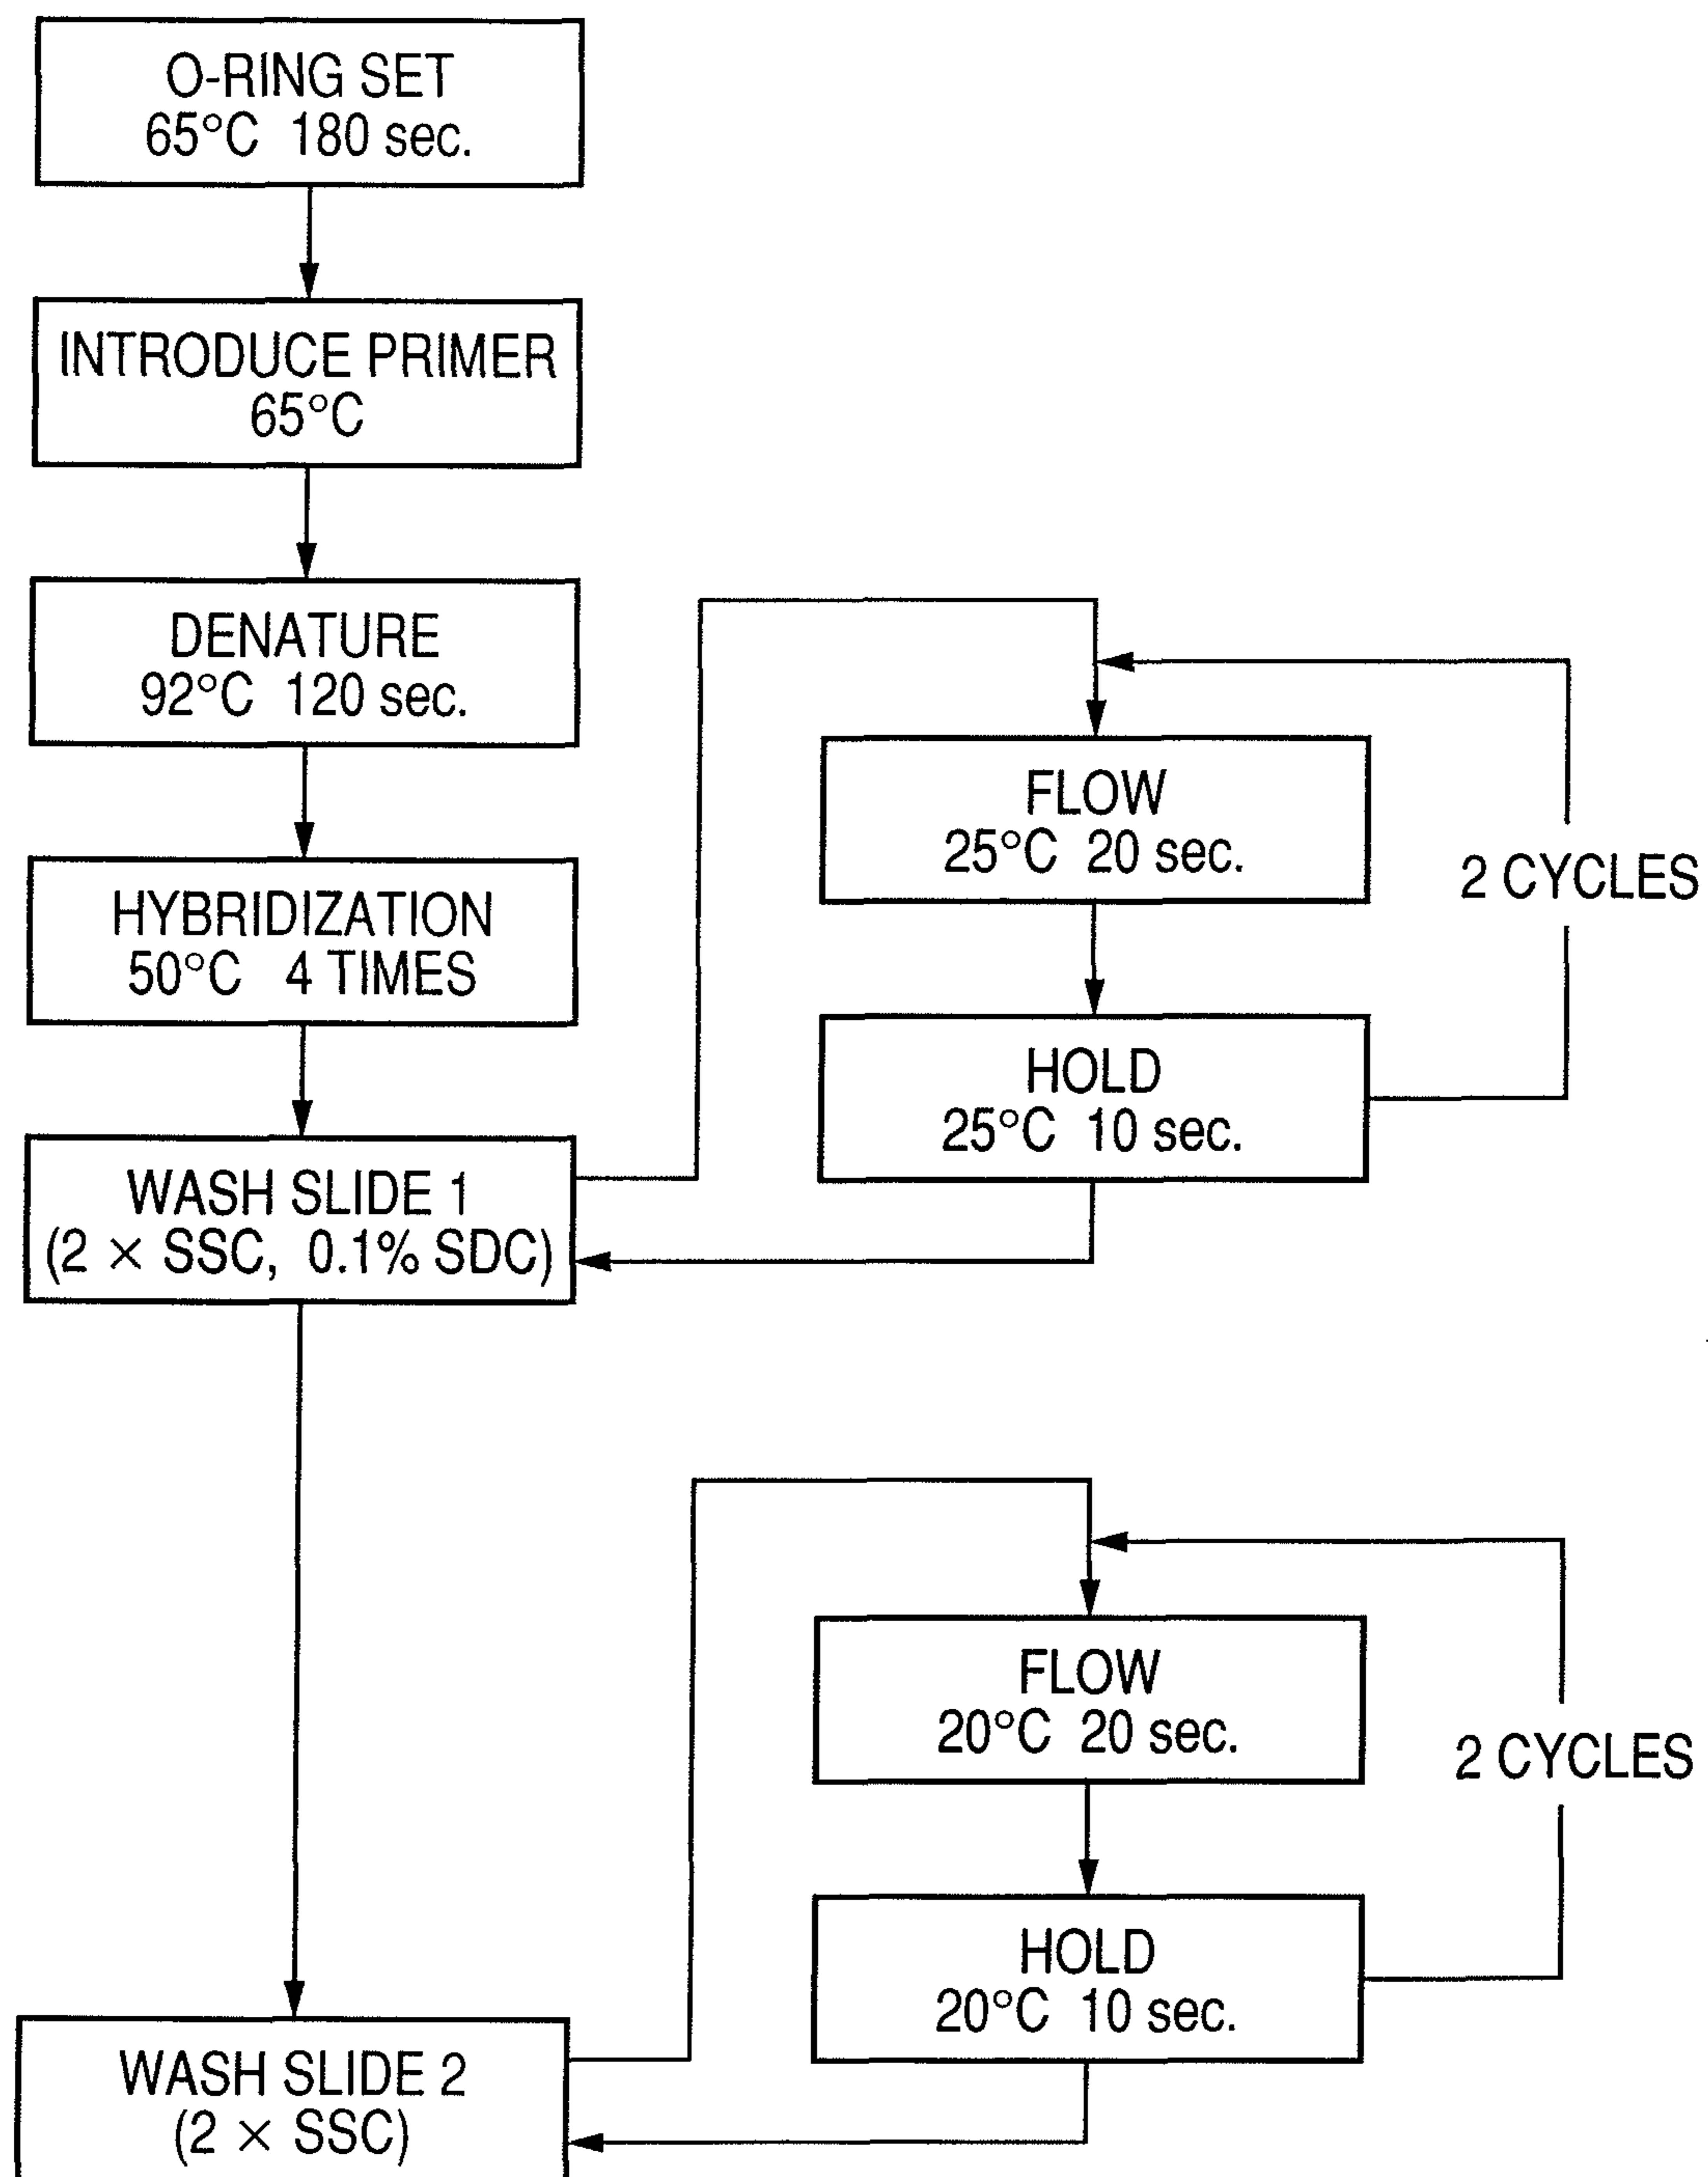 O-RING SET
65°C 180 sec.
INTRODUCE PRIMER
65°C
DENATURE
92°C 120 sec.
HYBRIDIZATION
50°C 4 TIMES
WASH SLIDE 1
(2 × SSC, 0.1% SDC)
FLOW
25°C 20 sec.
HOLD
25°C 10 sec.
2 CYCLES
WASH SLIDE 2
(2 × SSC)
FLOW
20°C 20 sec.
HOLD
20°C 10 sec.
2 CYCLES